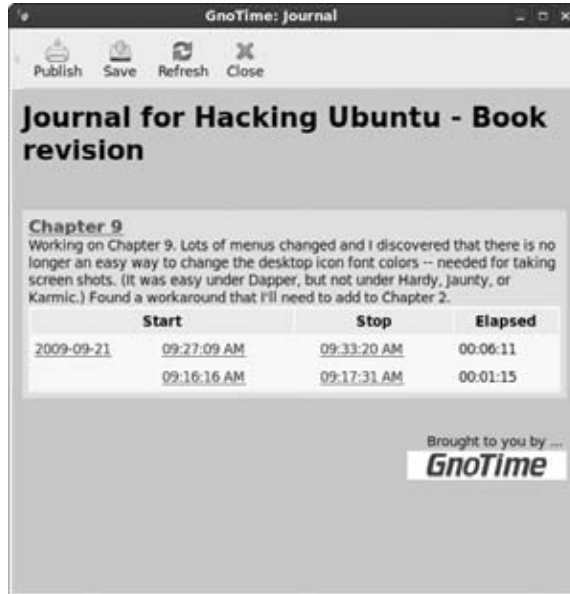 GnoTime: Journal
Publish Save Refresh Close
Journal for Hacking Ubuntu - Book
revision
Chapter 9
Working on Chapter 9. Lots of menus changed and I discovered that there is no
longer an easy way to change the desktop icon font colors -- needed for taking
screen shots. (It was easy under Dapper, but not under Hardy, Jaunty, or
Karmic.) Found a workaround that I'll need to add to Chapter 2.
Start Stop Elapsed
2009-09-21 09:27:09 AM 09:33:20 AM 00:06:11
09:16:16 AM 09:17:31 AM 00:01:15
Brought to you by ...
GnoTime